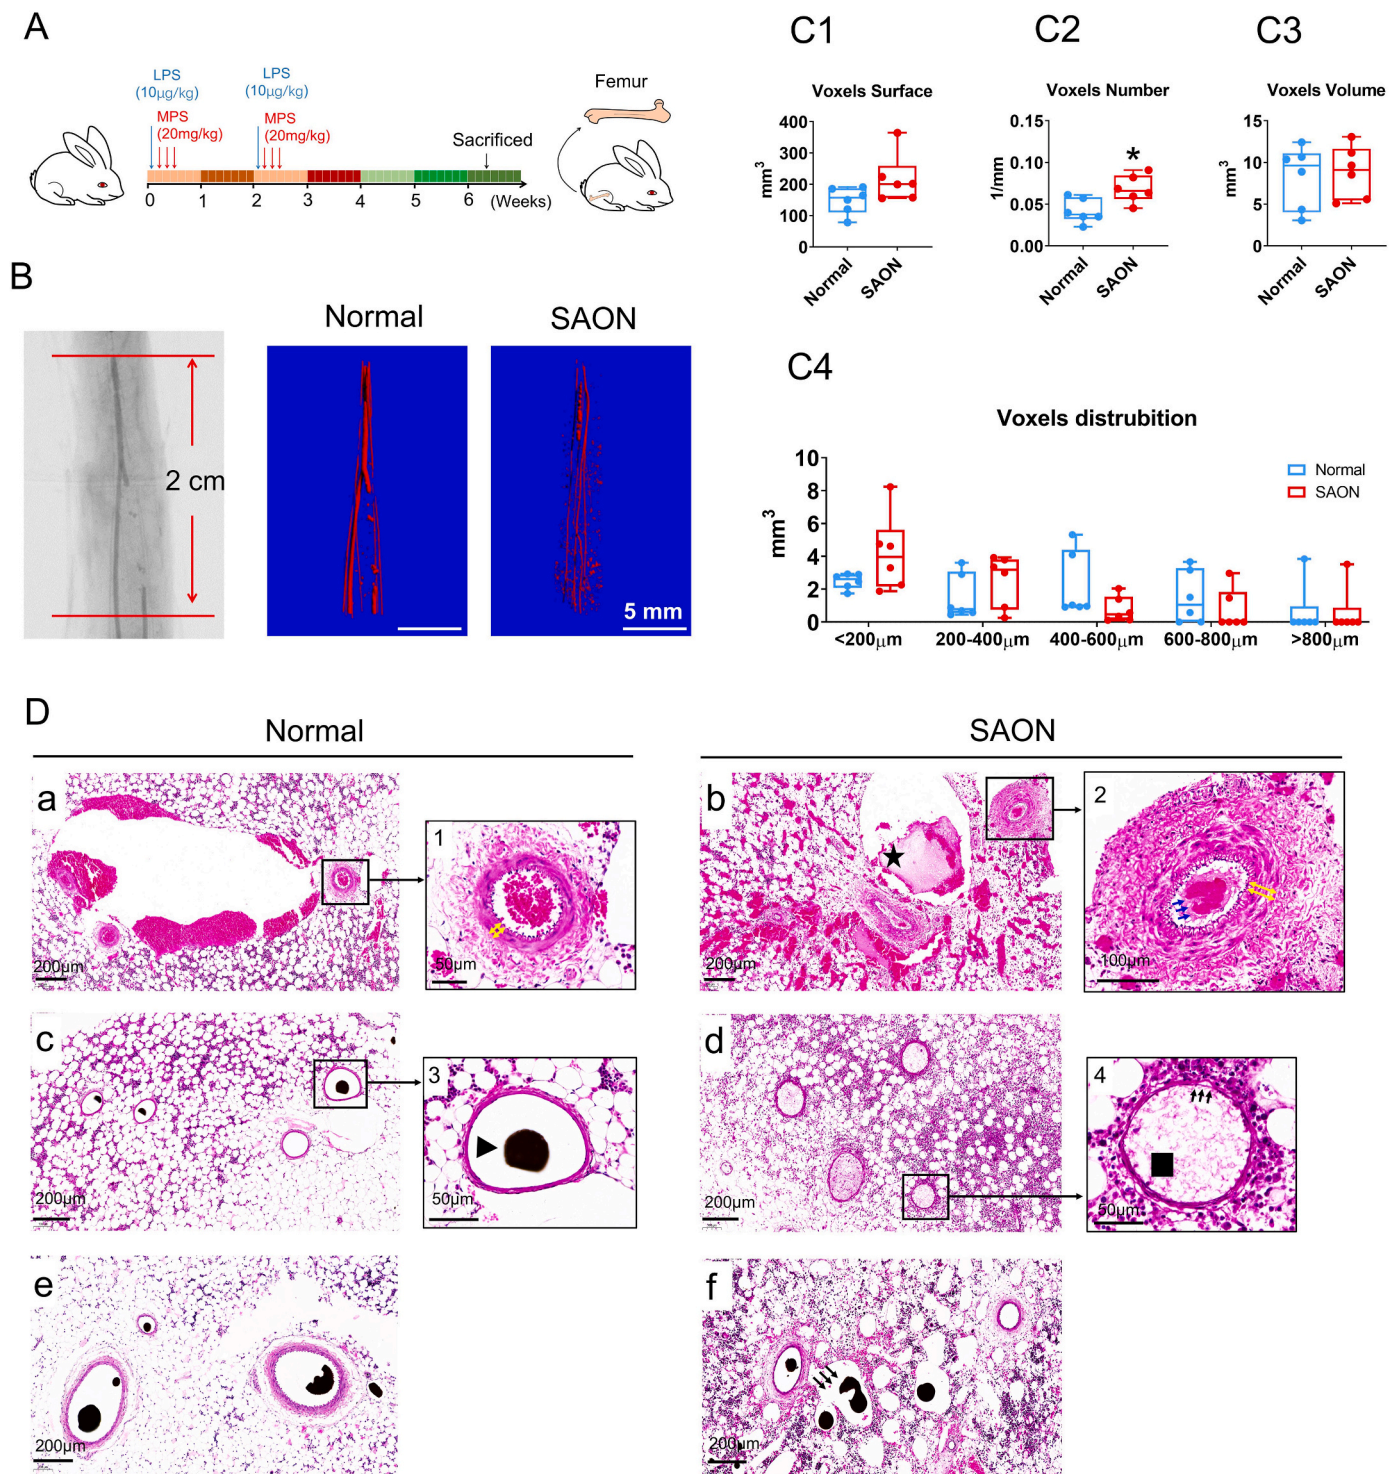 A
LPS
(10μg/kg)
MPS
(20mg/kg)
LPS
(10μg/kg)
MPS
(20mg/kg)
Sacrificed
0 1 2 3 4 5 6 (Weeks)
Femur
C1
Voxels Surface
mm3
400
300
200
100
0
Normal
SAON
C2
Voxels Number
1/mm
0.15
0.10
0.05
0.00
*
Normal
SAON
C3
Voxels Volume
mm3
15
10
5
0
Normal
SAON
B
2 cm
Normal
SAON
5 mm
C4
Voxels distrubition
mm3
10
8
6
4
2
0
Normal
SAON
<200μm 200-400μm 400-600μm 600-800μm >800μm
D
Normal
SAON
a
200μm
1
50μm
b
200μm
2
100μm
c
200μm
3
50μm
d
200μm
4
50μm
e
200μm
f
200μm